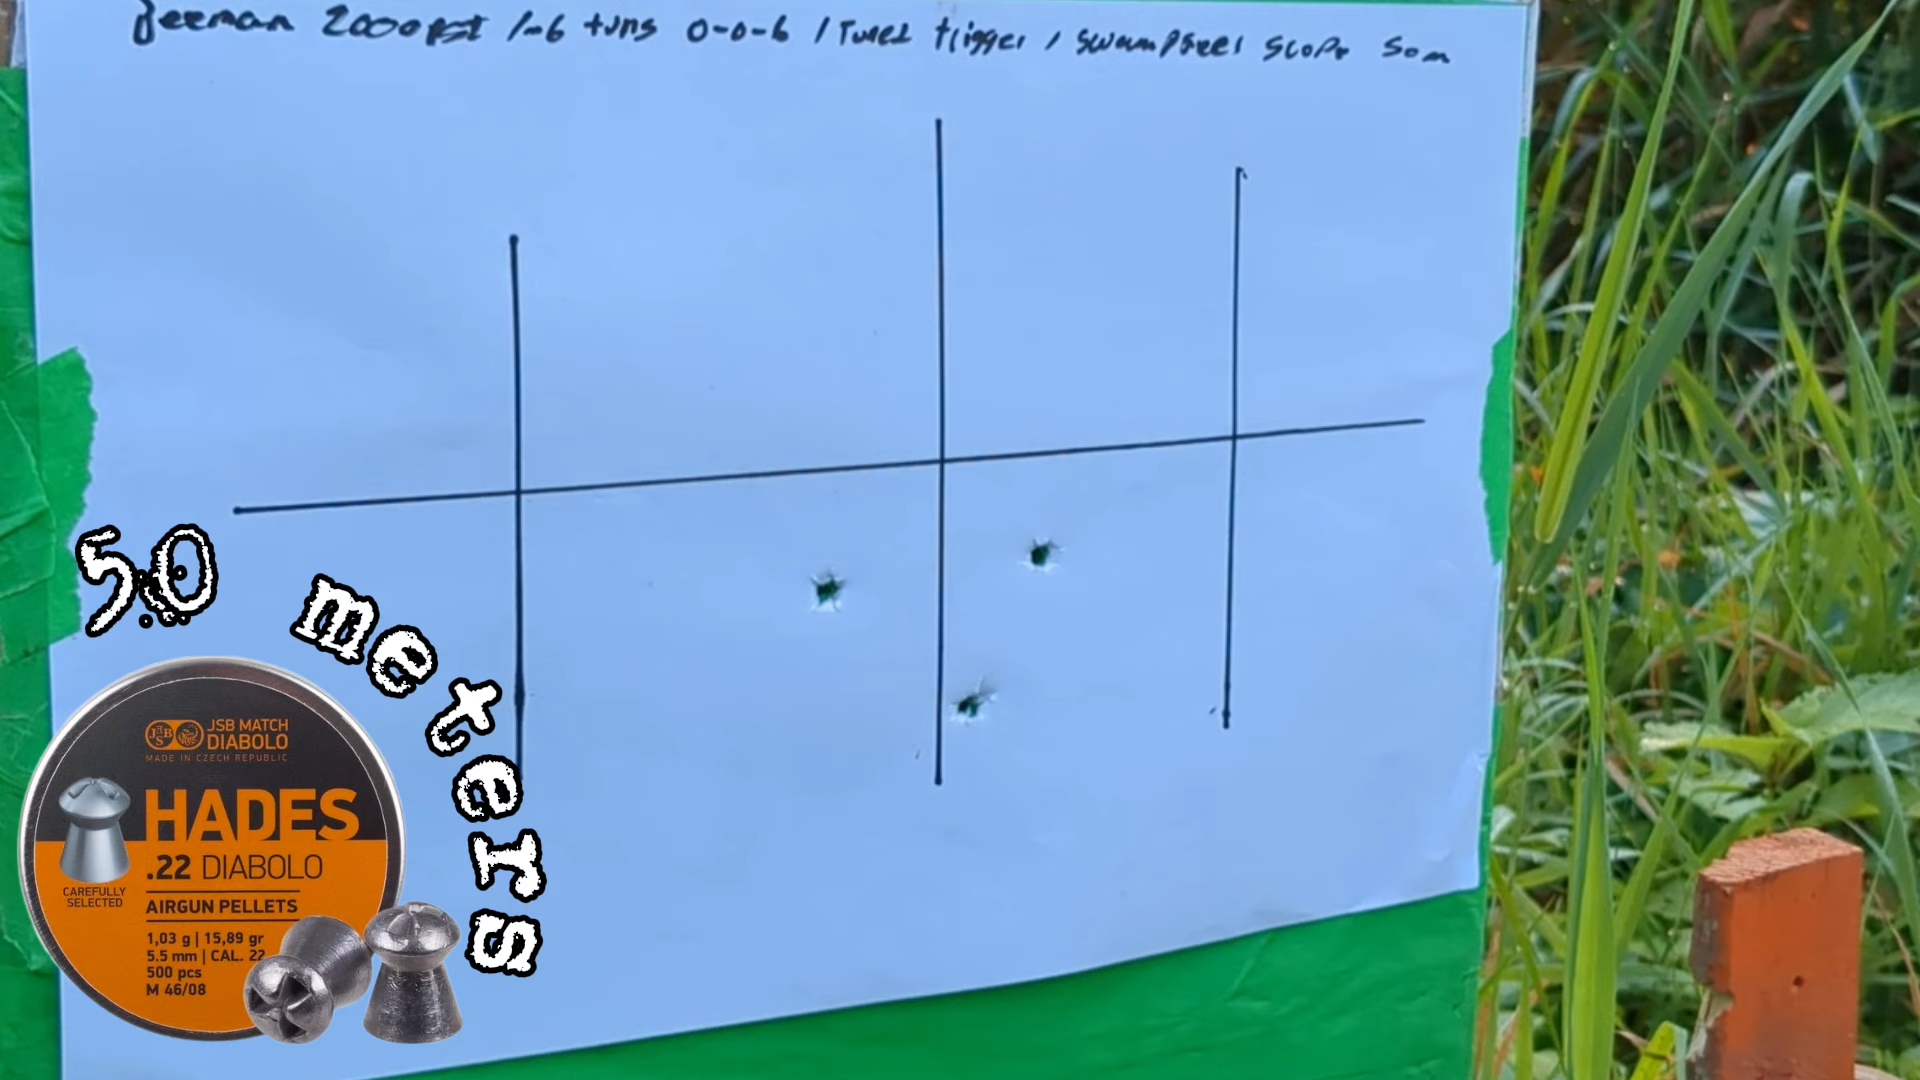 Beeman 2000psi 1-6 turns 0-0-6 / Tuned trigger / swampdeer scope 50m
50 meters
JSB MATCH
DIABOLO
MADE IN CZECH REPUBLIC
HADES
.22 DIABOLO
CAREFULLY
SELECTED
AIRGUN PELLETS
1,03 g | 15,89 gr
5.5 mm | CAL. 22
500 pcs
M 46/08